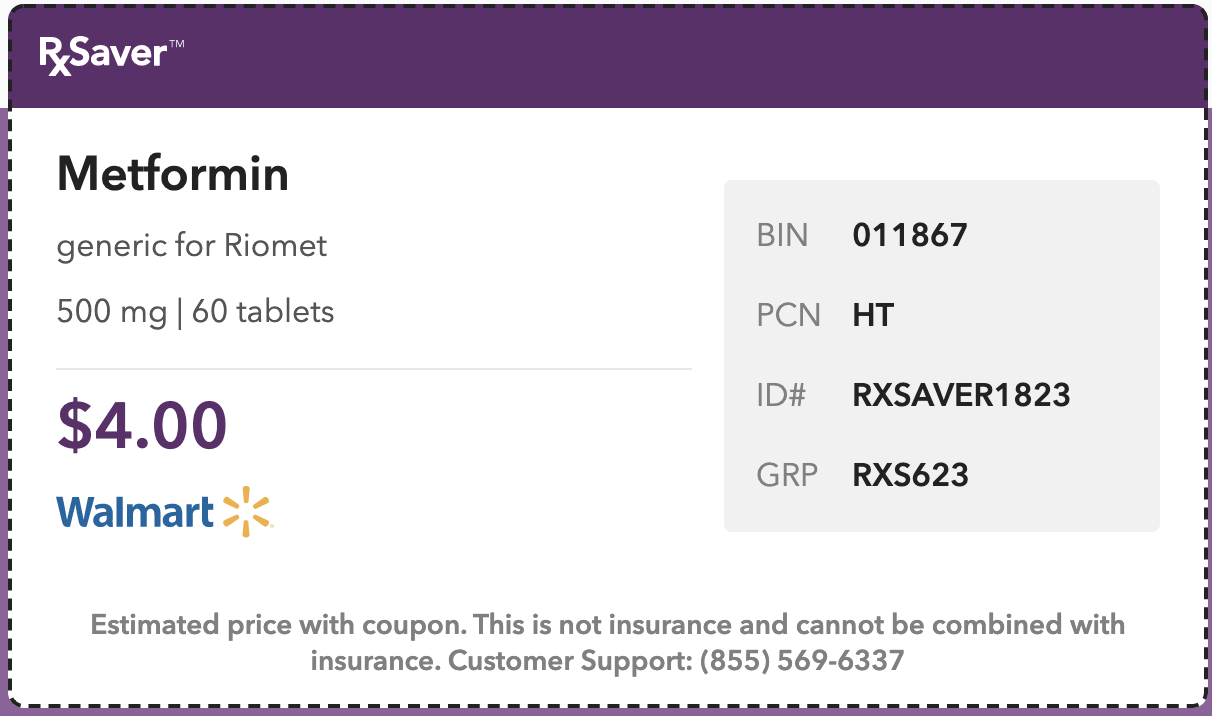 RxSaver™
Metformin
generic for Riomet
500 mg | 60 tablets
$4.00
Walmart
BIN 011867
PCN HT
ID# RXSAVER1823
GRP RXS623
Estimated price with coupon. This is not insurance and cannot be combined with
insurance. Customer Support: (855) 569-6337